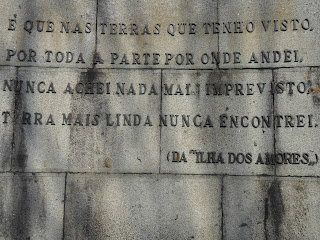 E QUE NAS TERRAS QUE TENHO VISTO,
POR TODA A PARTE POR ONDE ANDEI,
NUNCA ACHEI NADA MAIS IMPREVISTO,
TERRA MAIS LINDA NUNCA ENCONTREI.
(DA "ILHA DOS AMORES„)